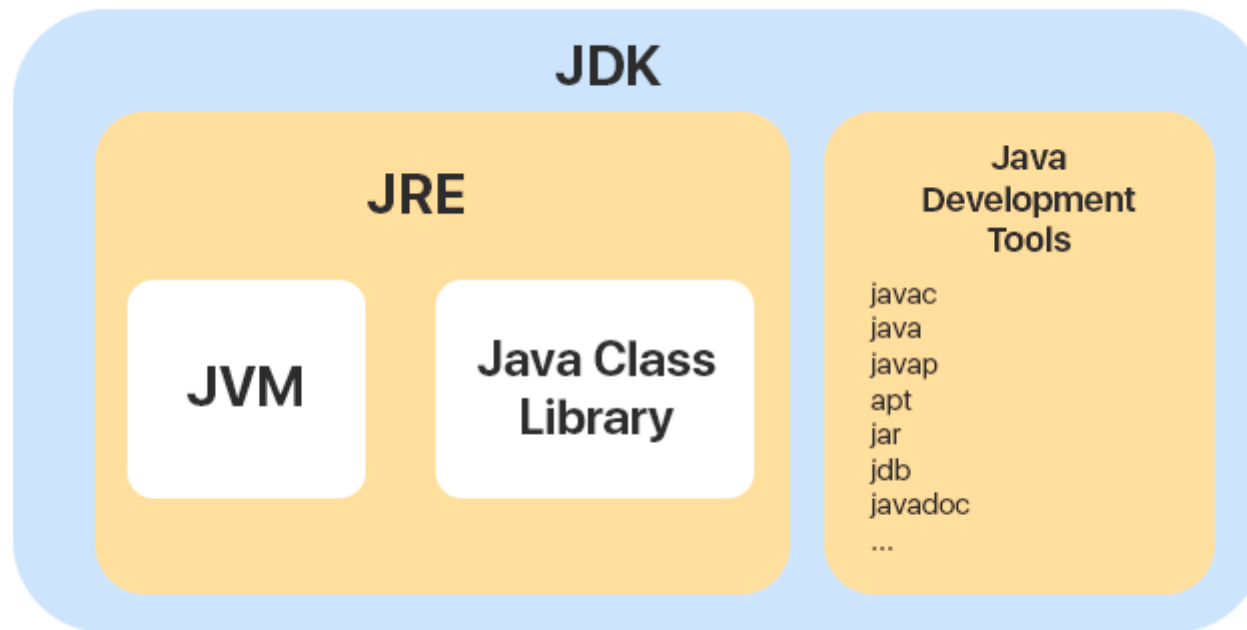 JDK
JRE
JVM
Java Class
Library
Java
Development
Tools
javac
java
javap
apt
jar
jdb
javadoc
...